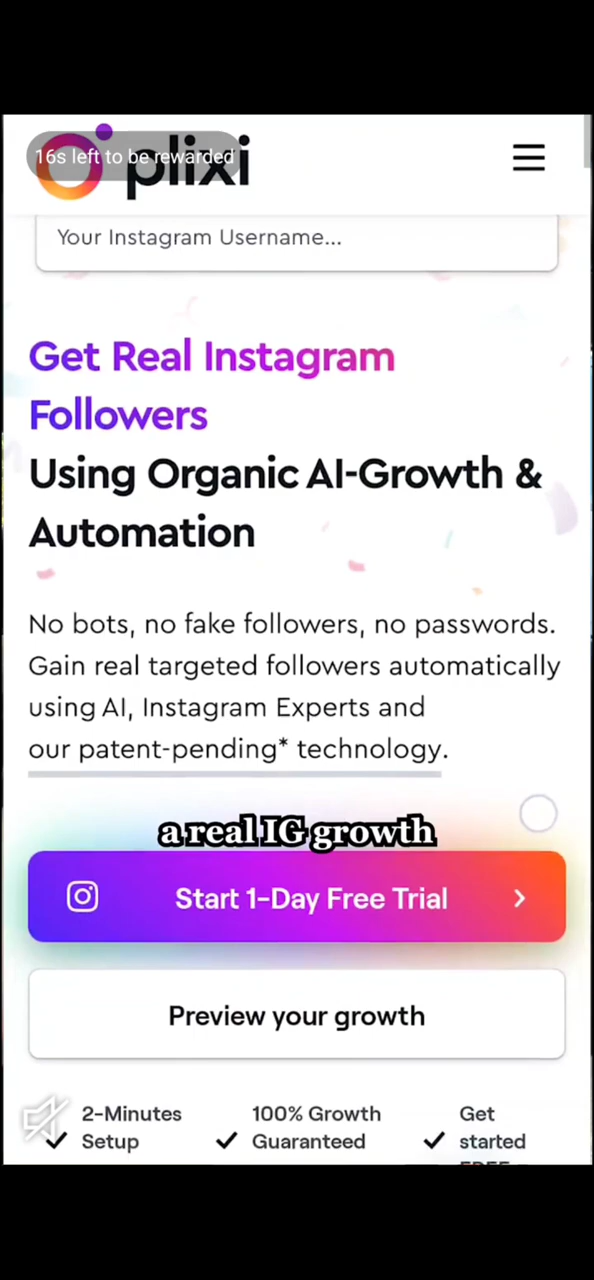 16s left to be rewarded
plixi
Your Instagram Username...
Get Real Instagram
Followers
Using Organic AI-Growth &
Automation
No bots, no fake followers, no passwords.
Gain real targeted followers automatically
using AI, Instagram Experts and
our patent-pending* technology.
a real IG growth
Start 1-Day Free Trial
Preview your growth
2-Minutes
Setup
100% Growth
Guaranteed
Get
started
FREE